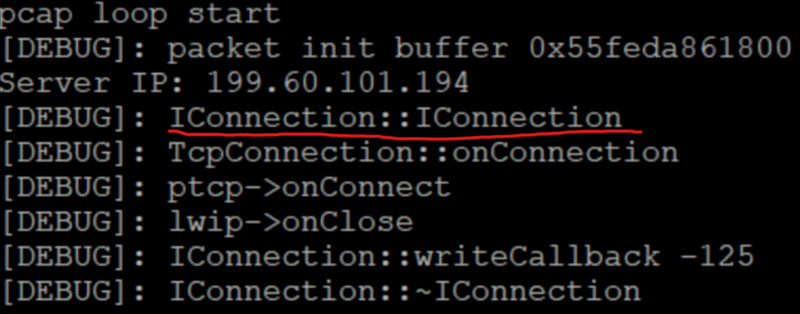 pcap loop start
[DEBUG]: packet init buffer 0x55feda861800
Server IP: 199.60.101.194
[DEBUG]: IConnection::IConnection
[DEBUG]: TcpConnection::onConnection
[DEBUG]: ptcp->onConnect
[DEBUG]: lwip->onClose
[DEBUG]: IConnection::writeCallback -125
[DEBUG]: IConnection::~IConnection